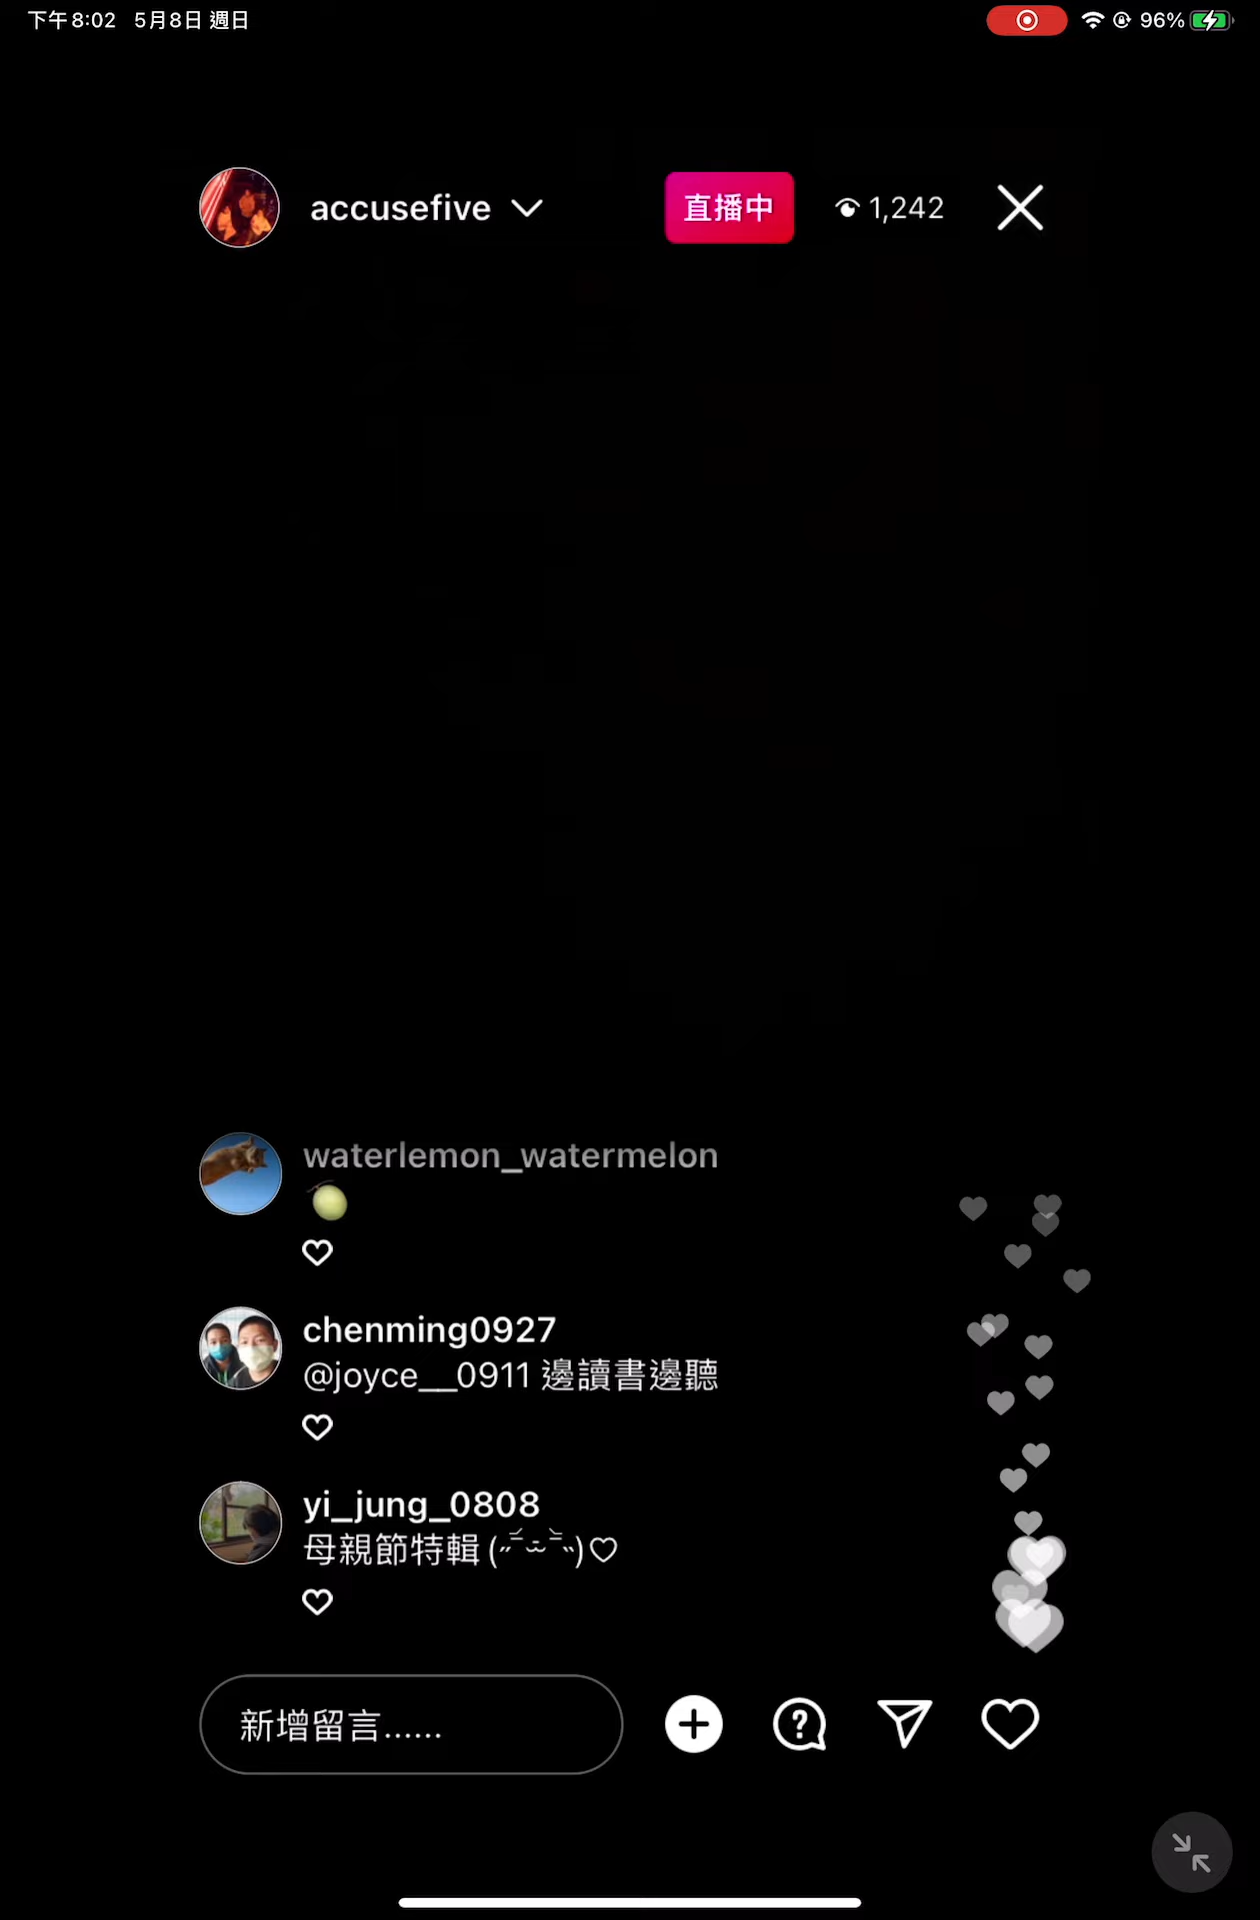 下午8:02 5月8日 週日 96%
accusefive 直播中 1,242
waterlemon_watermelon
🍈
chenming0927
@joyce__0911 邊讀書邊聽
yi_jung_0808
母親節特輯 (˶‾᷄ ⁻̫ ‾᷅˵)♡
新增留言......